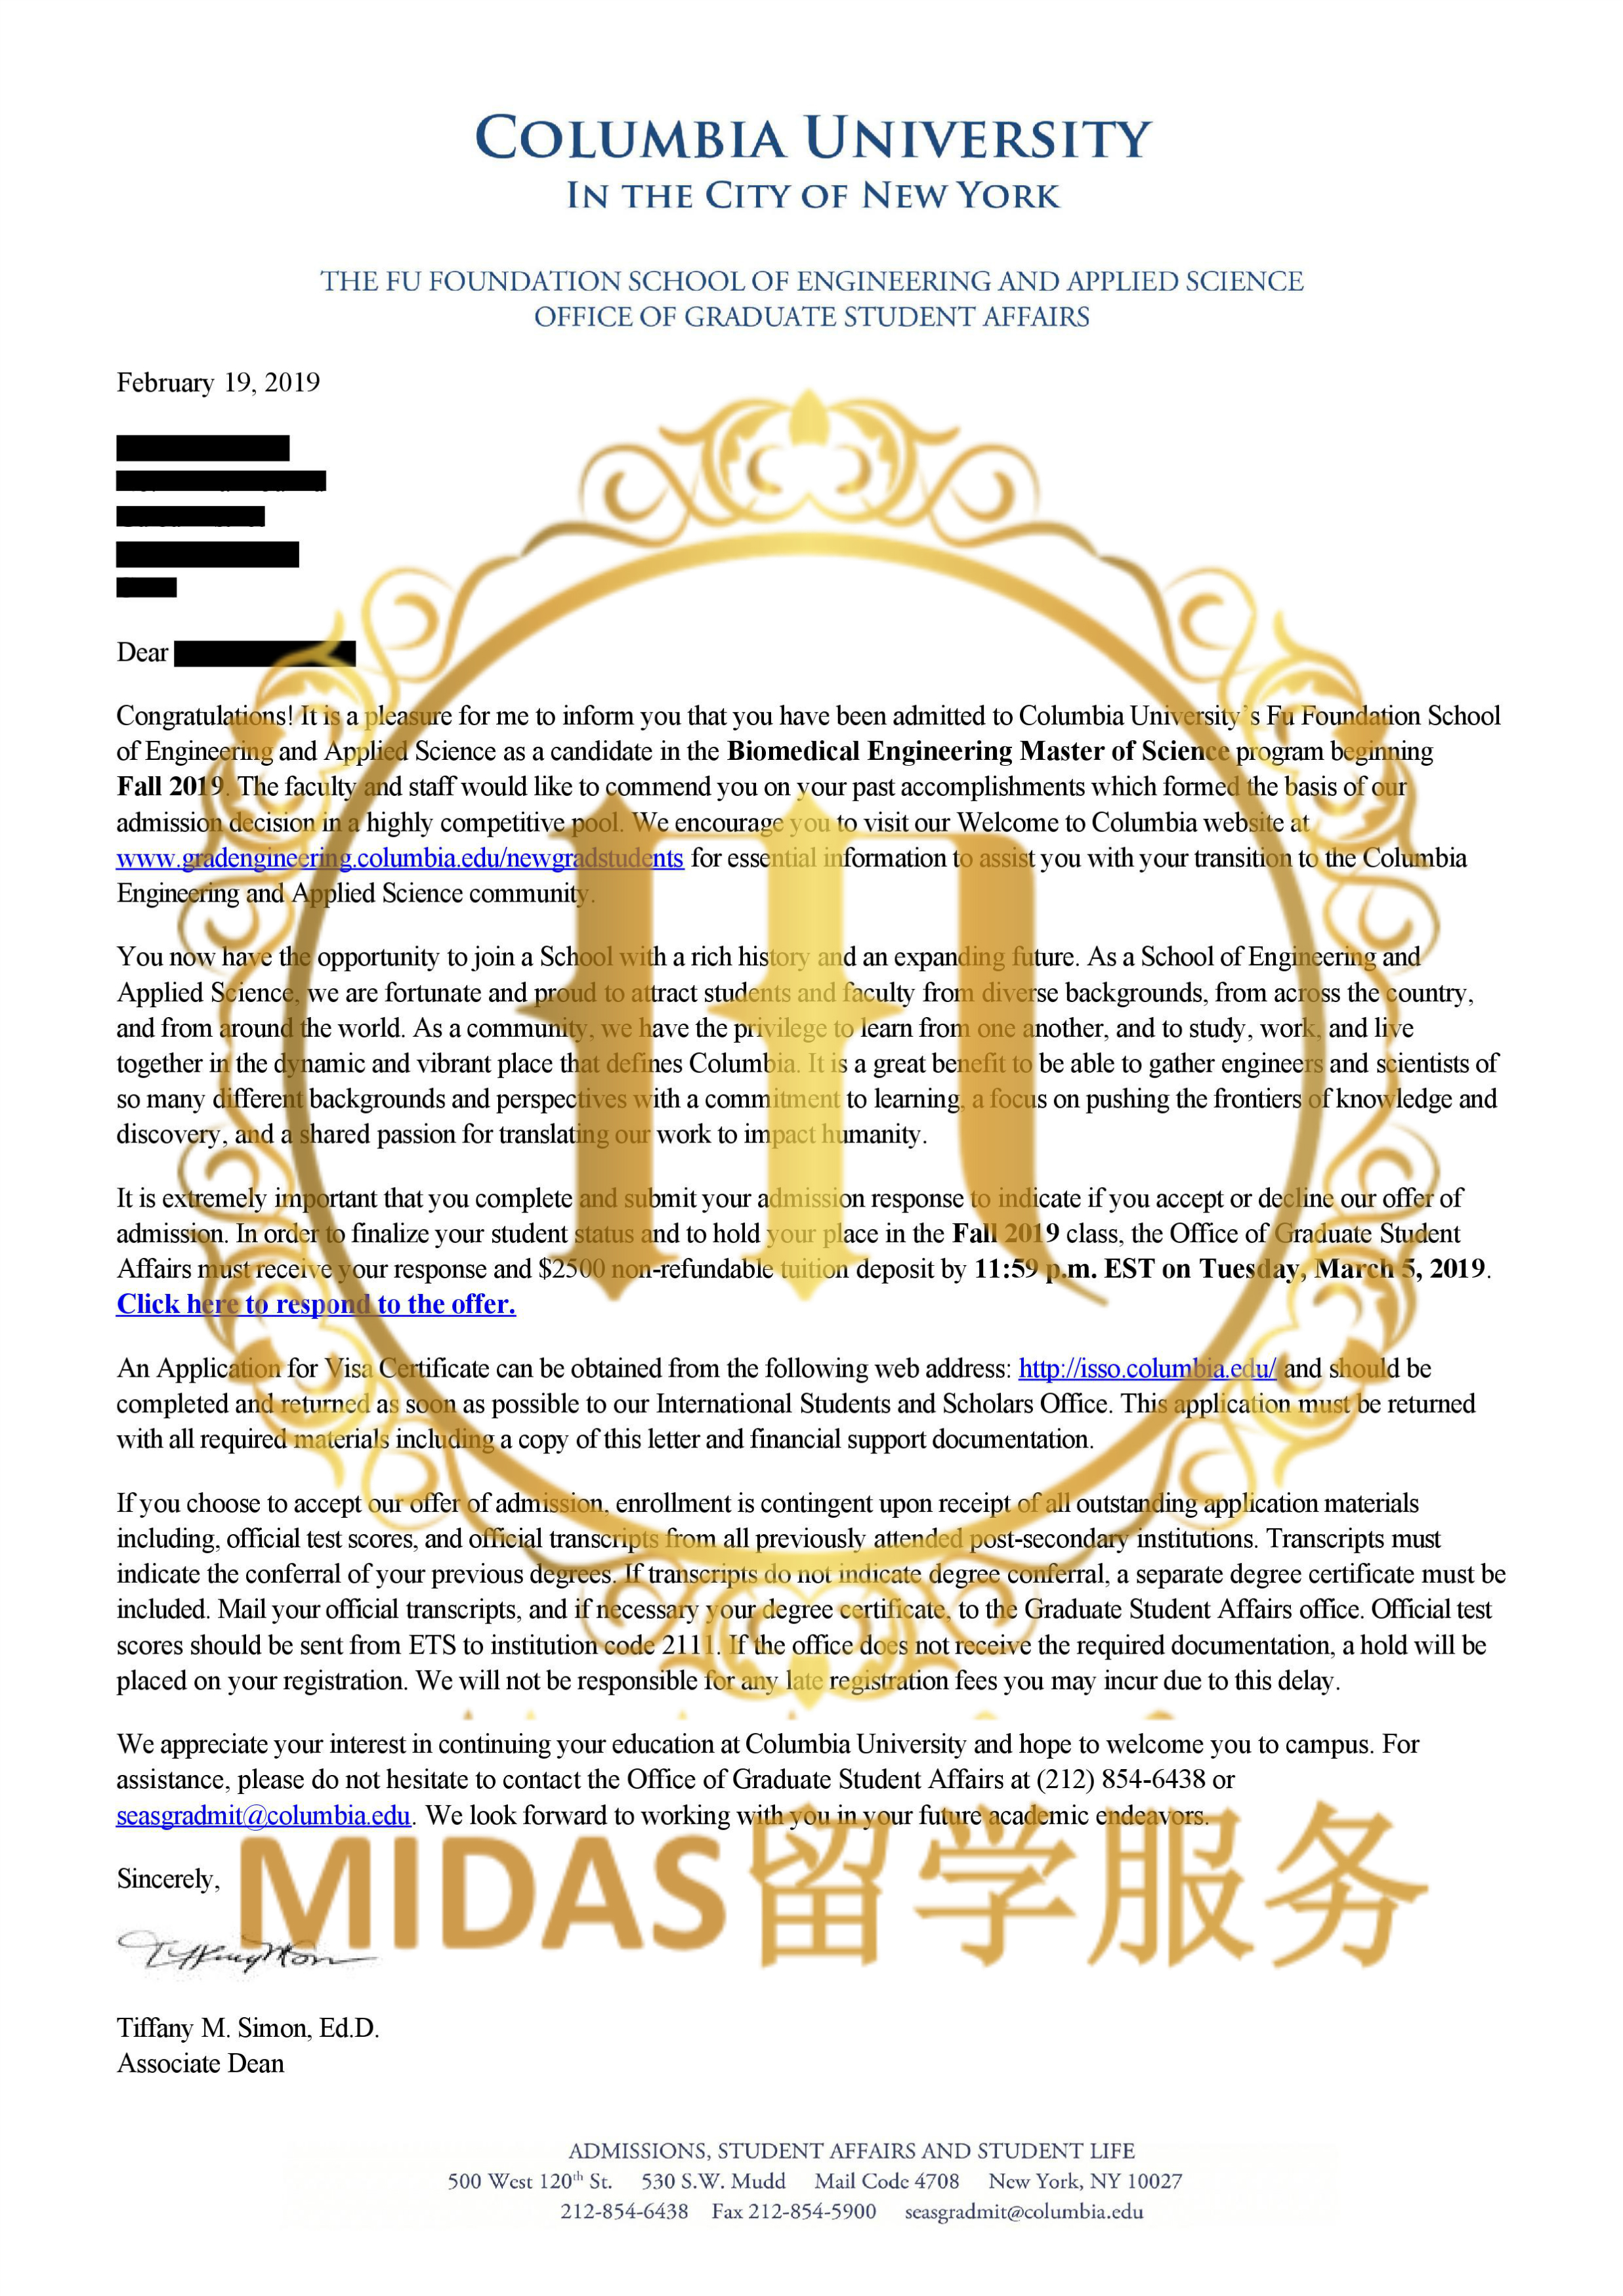 COLUMBIA UNIVERSITY
IN THE CITY OF NEW YORK
THE FU FOUNDATION SCHOOL OF ENGINEERING AND APPLIED SCIENCE
OFFICE OF GRADUATE STUDENT AFFAIRS
February 19, 2019
Dear
Congratulations! It is a pleasure for me to inform you that you have been admitted to Columbia University's Fu Foundation School
of Engineering and Applied Science as a candidate in the Biomedical Engineering Master of Science program beginning
Fall 2019. The faculty and staff would like to commend you on your past accomplishments which formed the basis of our
admission decision in a highly competitive pool. We encourage you to visit our Welcome to Columbia website at
www.gradengineering.columbia.edu/newgradstudents for essential information to assist you with your transition to the Columbia
Engineering and Applied Science community.
You now have the opportunity to join a School with a rich history and an expanding future. As a School of Engineering and
Applied Science, we are fortunate and proud to attract students and faculty from diverse backgrounds, from across the country,
and from around the world. As a community, we have the privilege to learn from one another, and to study, work, and live
together in the dynamic and vibrant place that defines Columbia. It is a great benefit to be able to gather engineers and scientists of
so many different backgrounds and perspectives with a commitment to learning, a focus on pushing the frontiers of knowledge and
discovery, and a shared passion for translating our work to impact humanity.
It is extremely important that you complete and submit your admission response to indicate if you accept or decline our offer of
admission. In order to finalize your student status and to hold your place in the Fall 2019 class, the Office of Graduate Student
Affairs must receive your response and $2500 non-refundable tuition deposit by 11:59 p.m. EST on Tuesday, March 5, 2019.
Click here to respond to the offer.
An Application for Visa Certificate can be obtained from the following web address: http://isso.columbia.edu/ and should be
completed and returned as soon as possible to our International Students and Scholars Office. This application must be returned
with all required materials including a copy of this letter and financial support documentation.
If you choose to accept our offer of admission, enrollment is contingent upon receipt of all outstanding application materials
including, official test scores, and official transcripts from all previously attended post-secondary institutions. Transcripts must
indicate the conferral of your previous degrees. If transcripts do not indicate degree conferral, a separate degree certificate must be
included. Mail your official transcripts, and if necessary your degree certificate, to the Graduate Student Affairs office. Official test
scores should be sent from ETS to institution code 2111. If the office does not receive the required documentation, a hold will be
placed on your registration. We will not be responsible for any late registration fees you may incur due to this delay.
We appreciate your interest in continuing your education at Columbia University and hope to welcome you to campus. For
assistance, please do not hesitate to contact the Office of Graduate Student Affairs at (212) 854-6438 or
seasgradmit@columbia.edu. We look forward to working with you in your future academic endeavors.
MIDAS留学服务
Sincerely,
Tiffany M. Simon, Ed.D.
Associate Dean
ADMISSIONS, STUDENT AFFAIRS AND STUDENT LIFE
500 West 120th St. 530 S.W. Mudd Mail Code 4708 New York, NY 10027
212-854-6438 Fax 212-854-5900 seasgradmit@columbia.edu